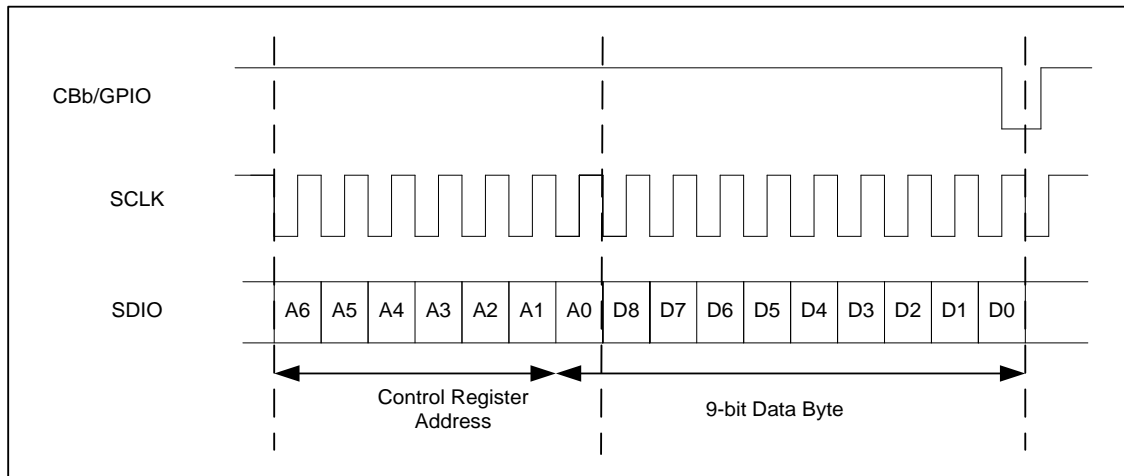 CBb/GPIO
SCLK
SDIO
A6 A5 A4 A3 A2 A1 A0 D8 D7 D6 D5 D4 D3 D2 D1 D0
Control Register
Address
9-bit Data Byte